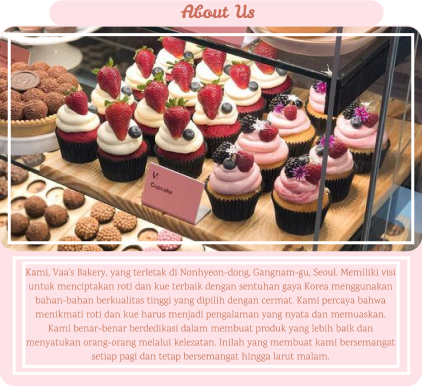 About Us
Cupcake
Kami, Vaa's Bakery, yang terletak di Nonhyeon-dong, Gangnam-gu, Seoul. Memiliki visi
untuk menciptakan roti dan kue terbaik dengan sentuhan gaya Korea menggunakan
bahan-bahan berkualitas tinggi yang dipilih dengan cermat. Kami percaya bahwa
menikmati roti dan kue harus menjadi pengalaman yang nyata dan memuaskan.
Kami benar-benar berdedikasi dalam membuat produk yang lebih baik dan
menyatukan orang-orang melalui kelezatan. Inilah yang membuat kami bersemangat
setiap pagi dan tetap bersemangat hingga larut malam.